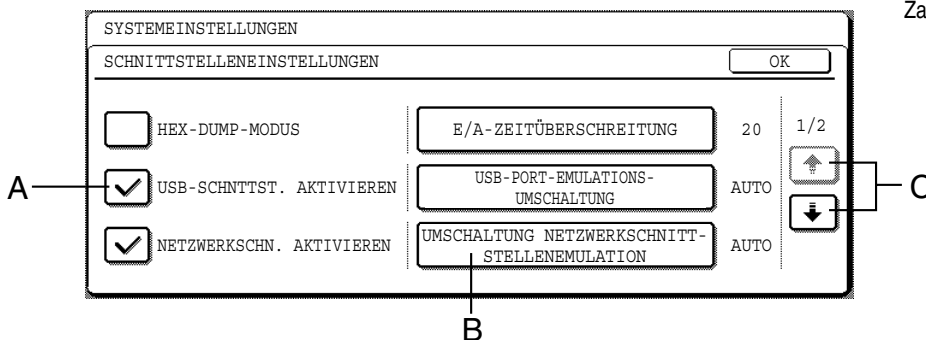 Za
SYSTEMEINSTELLUNGEN
SCHNITTSTELLENEINSTELLUNGEN
OK
HEX-DUMP-MODUS
E/A-ZEITÜBERSCHREITUNG
20
1/2
A
USB-SCHNTTST. AKTIVIEREN
USB-PORT-EMULATIONS-
UMSCHALTUNG
AUTO
C
NETZWERKSCHN. AKTIVIEREN
UMSCHALTUNG NETZWERKSCHNITT-
STELLENEMULATION
AUTO
B